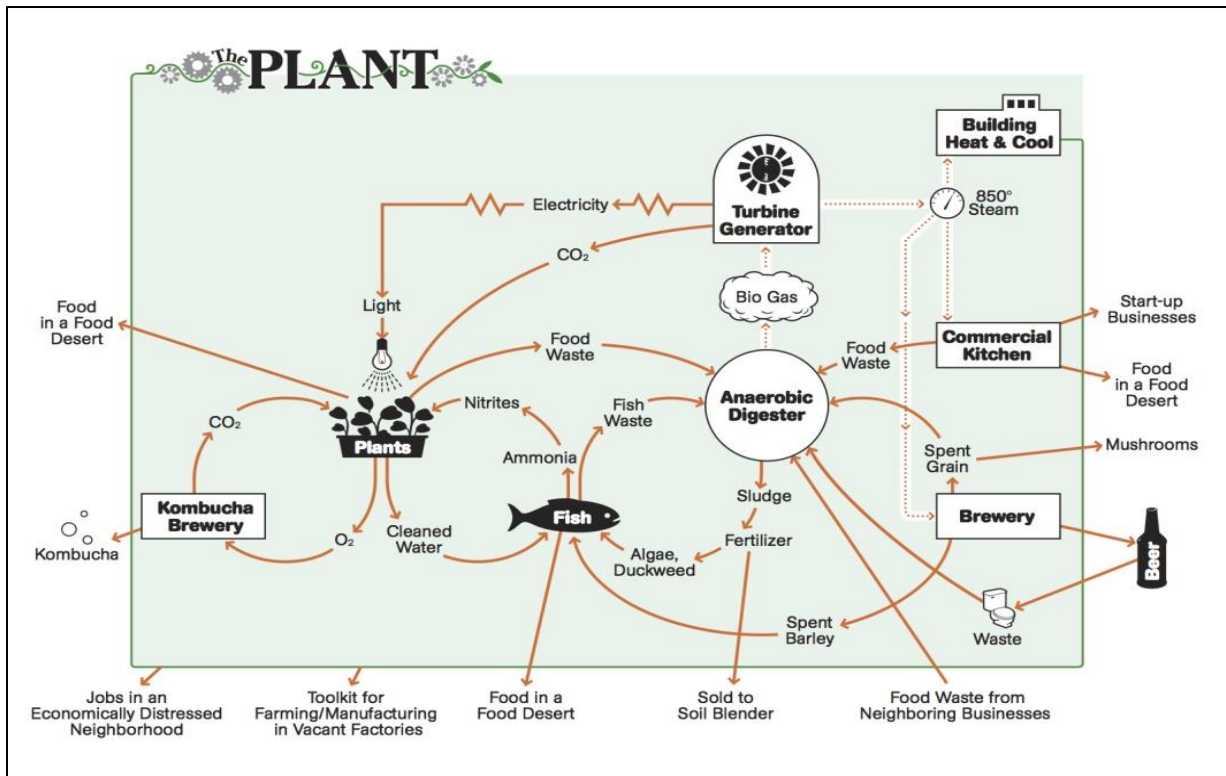 The PLANT
Building
Heat & Cool
850°
Steam
Turbine
Generator
Electricity
CO₂
Bio Gas
Light
Food
in a Food
Desert
Food
Waste
Food
Waste
Commercial
Kitchen
Start-up
Businesses
Food
in a Food
Desert
Anaerobic
Digester
Nitrites
Fish
Waste
CO₂
Plants
Ammonia
Spent
Grain
Mushrooms
Kombucha
Brewery
Kombucha
O₂
Cleaned
Water
Fish
Sludge
Fertilizer
Algae,
Duckweed
Brewery
Beer
Spent
Barley
Waste
Jobs in an
Economically Distressed
Neighborhood
Toolkit for
Farming/Manufacturing
in Vacant Factories
Food in a
Food Desert
Sold to
Soil Blender
Food Waste from
Neighboring Businesses